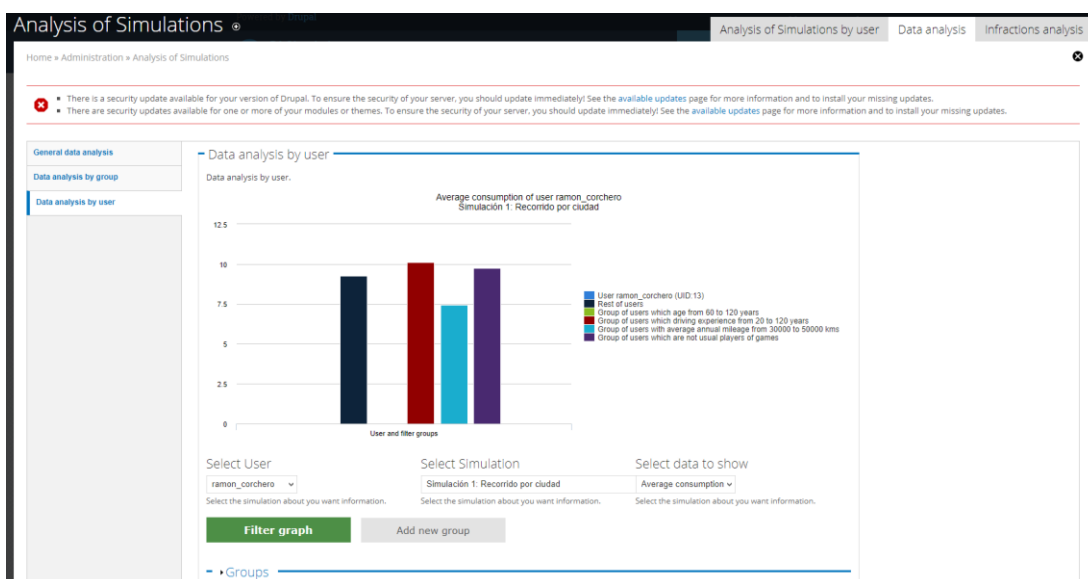 Powered by Drupal
Analysis of Simulations
Analysis of Simulations by user
Data analysis
Infractions analysis
Home » Administration » Analysis of Simulations
There is a security update available for your version of Drupal. To ensure the security of your server, you should update immediately! See the available updates page for more information and to install your missing updates.
There are security updates available for one or more of your modules or themes. To ensure the security of your server, you should update immediately! See the available updates page for more information and to install your missing updates.
General data analysis
Data analysis by group
Data analysis by user
Data analysis by user
Data analysis by user.
Average consumption of user ramon_corchero
Simulación 1: Recorrido por ciudad
12.5
10
7.5
5
2.5
0
User and filter groups
User ramon_corchero (UID:13)
Rest of users
Group of users which age from 60 to 120 years
Group of users which driving experience from 20 to 120 years
Group of users with average annual mileage from 30000 to 50000 kms
Group of users which are not usual players of games
Select User
ramon_corchero
Select the simulation about you want information.
Select Simulation
Simulación 1: Recorrido por ciudad
Select the simulation about you want information.
Select data to show
Average consumption
Select the simulation about you want information.
Filter graph
Add new group
Groups